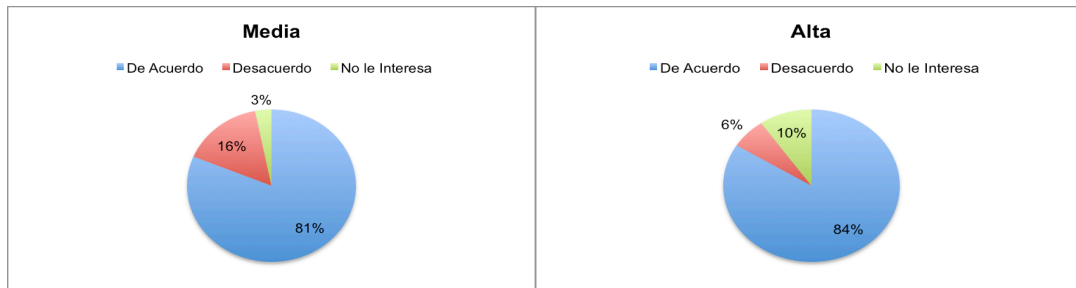 Media
De Acuerdo Desacuerdo No le Interesa
3%
16%
81%
Alta
De Acuerdo Desacuerdo No le Interesa
6%
10%
84%